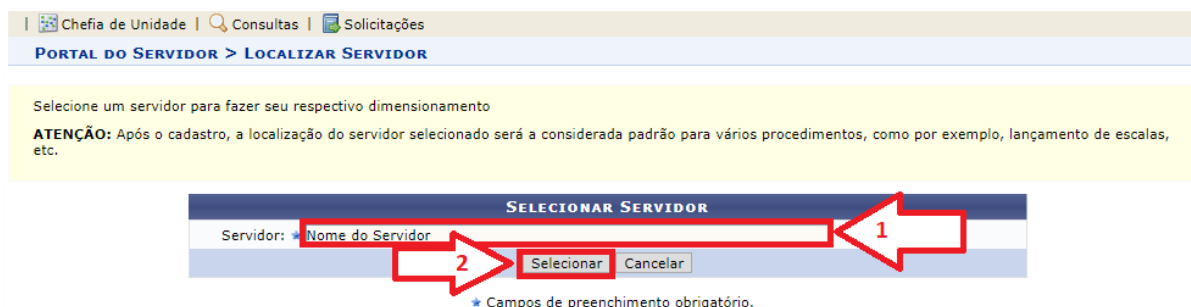 | Chefia de Unidade | Consultas | Solicitações
PORTAL DO SERVIDOR > LOCALIZAR SERVIDOR
Selecione um servidor para fazer seu respectivo dimensionamento
ATENÇÃO: Após o cadastro, a localização do servidor selecionado será a considerada padrão para vários procedimentos, como por exemplo, lançamento de escalas,
etc.
SELECIONAR SERVIDOR
Servidor: ★ Nome do Servidor 1
2 Selecionar Cancelar
★ Campos de preenchimento obrigatório.